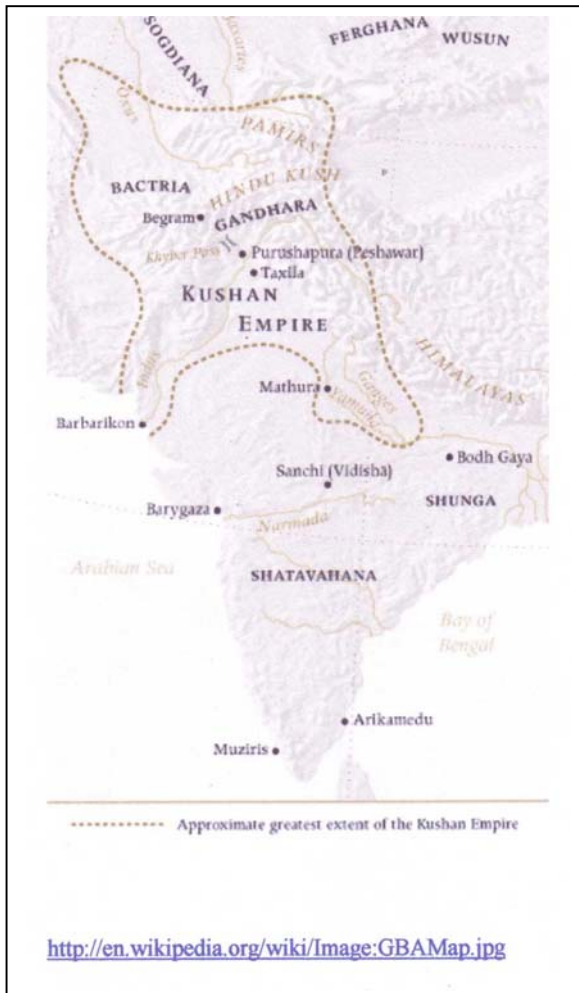 SOGDIANA
Jaxartes
FERGHANA
WUSUN
Oxus
PAMIRS
BACTRIA
HINDU KUSH
Begram
GANDHARA
Khyber Pass
Purushapura (Peshawar)
Taxila
KUSHAN
EMPIRE
Indus
HIMALAYAS
Mathura
Ganges
Yamuna
Barbarikon
Bodh Gaya
Sanchi (Vidishā)
SHUNGA
Barygaza
Narmada
Arabian Sea
SHATAVAHANA
Bay of
Bengal
Arikamedu
Muziris
Approximate greatest extent of the Kushan Empire
http://en.wikipedia.org/wiki/Image:GBAMap.jpg